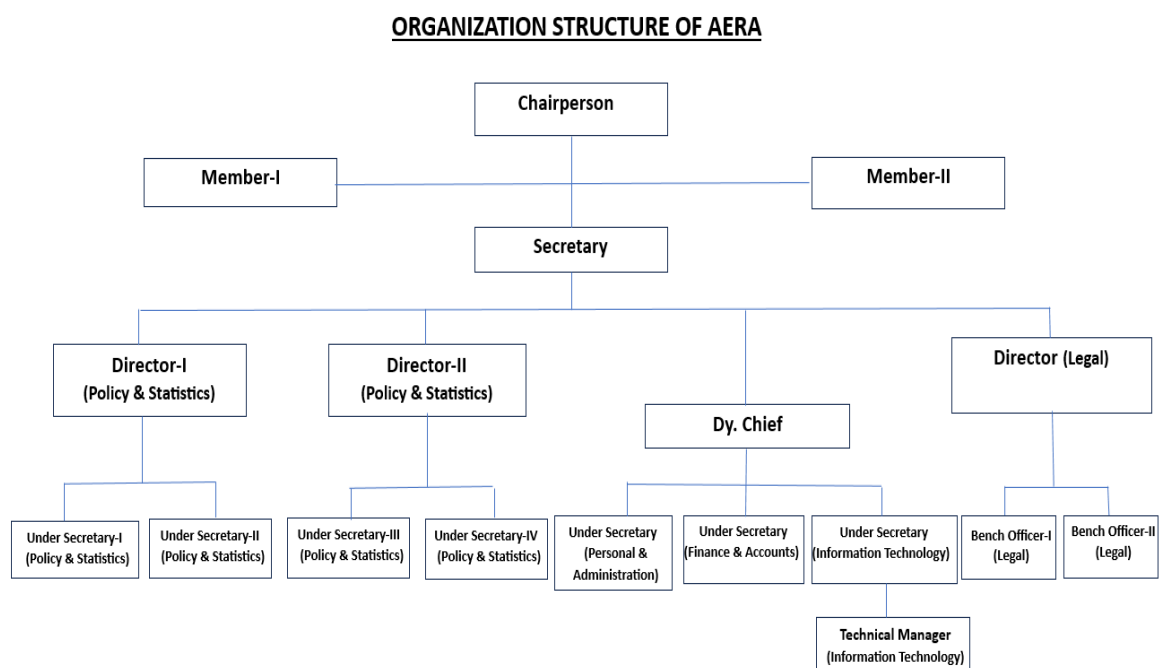 ORGANIZATION STRUCTURE OF AERA
Chairperson
Member-I
Member-II
Secretary
Director-I
(Policy & Statistics)
Director-II
(Policy & Statistics)
Dy. Chief
Director (Legal)
Under Secretary-I
(Policy & Statistics)
Under Secretary-II
(Policy & Statistics)
Under Secretary-III
(Policy & Statistics)
Under Secretary-IV
(Policy & Statistics)
Under Secretary
(Personal &
Administration)
Under Secretary
(Finance & Accounts)
Under Secretary
(Information Technology)
Bench Officer-I
(Legal)
Bench Officer-II
(Legal)
Technical Manager
(Information Technology)